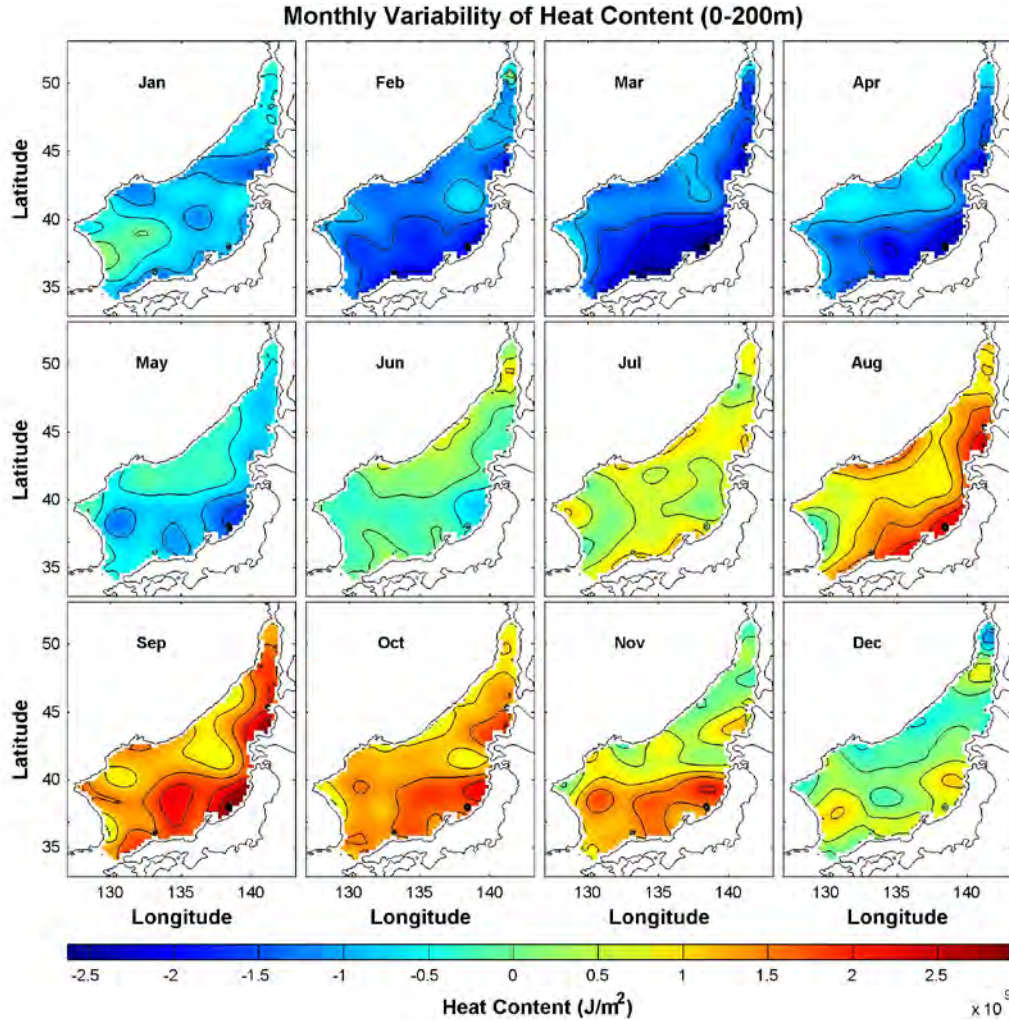 Monthly Variability of Heat Content (0-200m)
Jan Feb Mar Apr
50
45
40
35
Latitude
May Jun Jul Aug
50
45
40
35
Latitude
Sep Oct Nov Dec
50
45
40
35
Latitude
130 135 140 130 135 140 130 135 140 130 135 140
Longitude Longitude Longitude Longitude
-2.5 -2 -1.5 -1 -0.5 0 0.5 1 1.5 2 2.5
Heat Content (J/m²)
x 10⁹